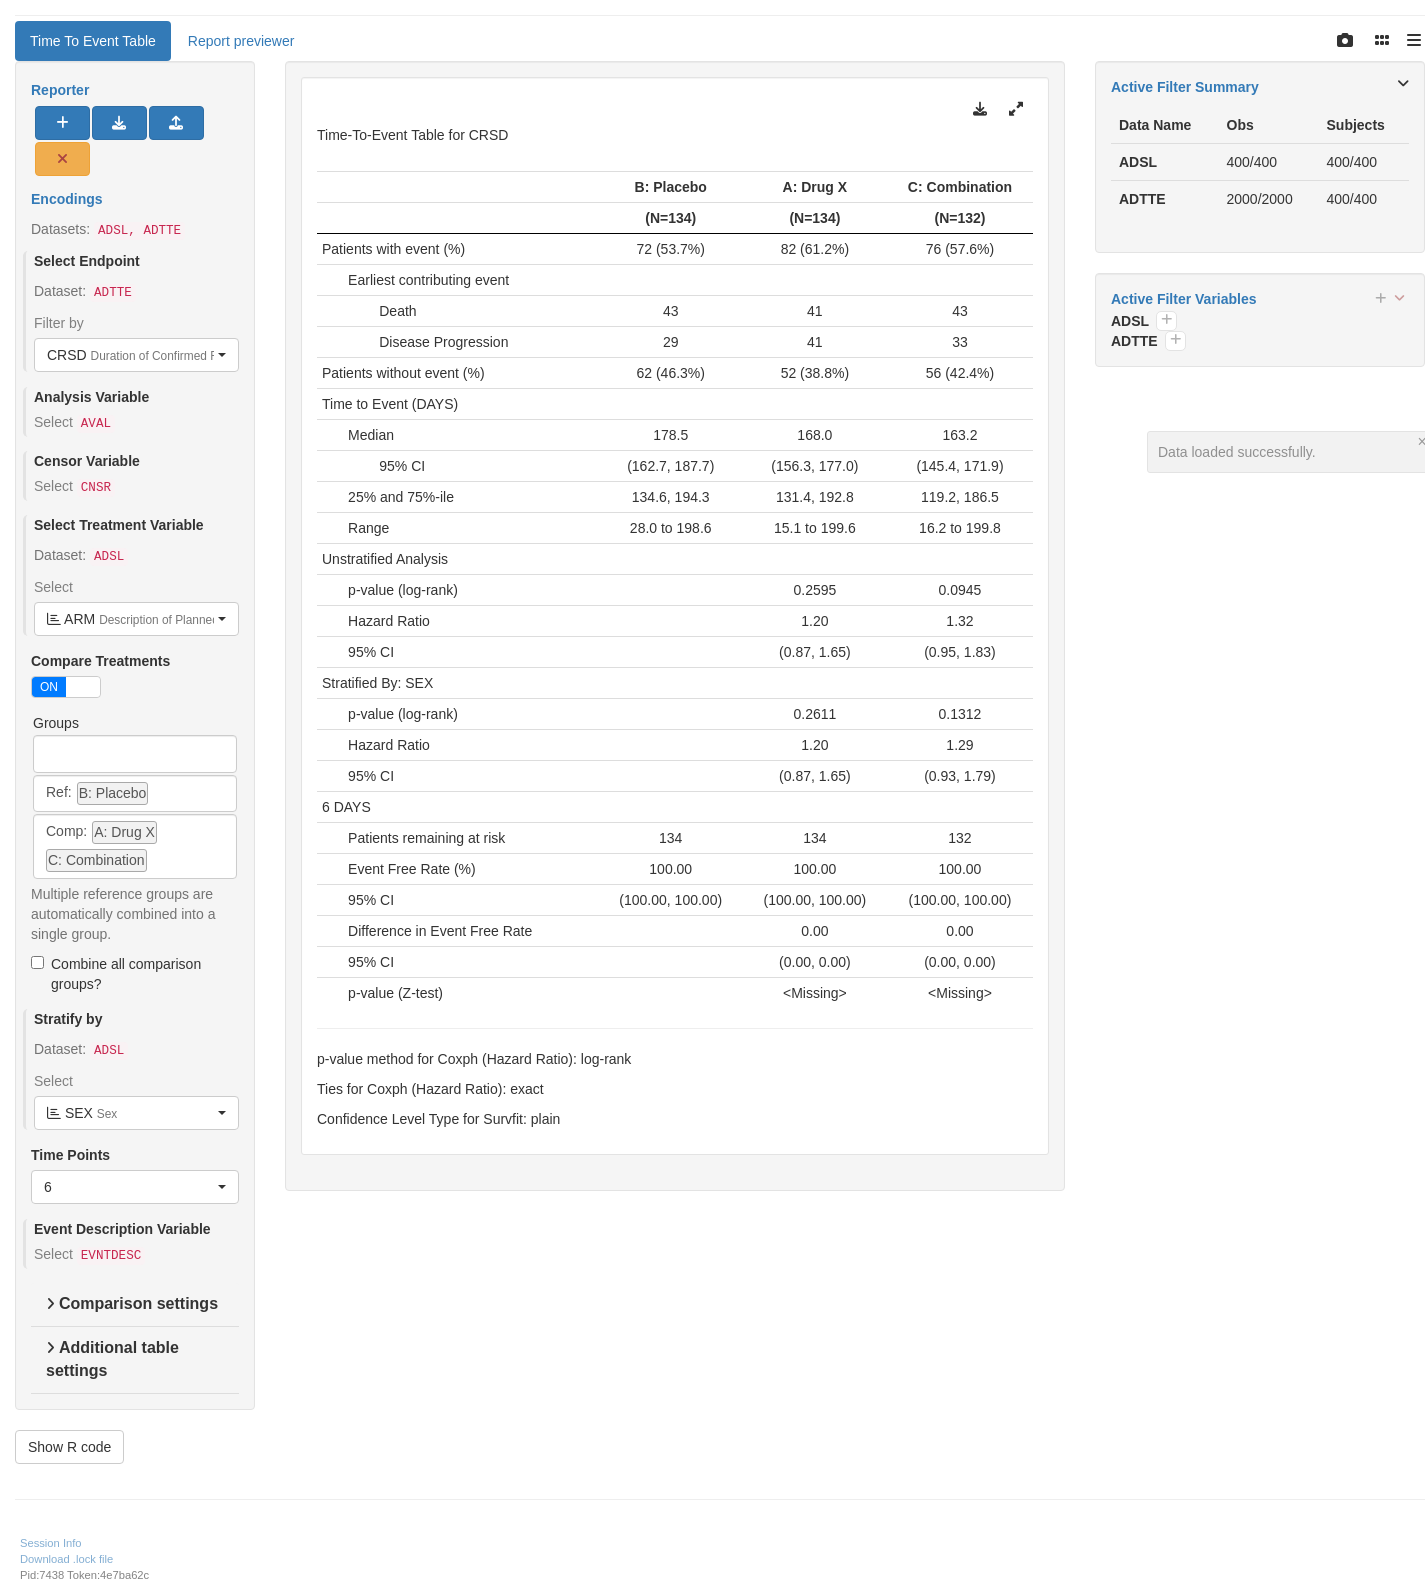 Time To Event Table
Report previewer
Reporter
Encodings
Datasets: ADSL, ADTTE
Select Endpoint
Dataset: ADTTE
Filter by
CRSD Duration of Confirmed
Analysis Variable
Select AVAL
Censor Variable
Select CNSR
Select Treatment Variable
Dataset: ADSL
Select
ARM Description of Planned
Compare Treatments
ON
Groups
Ref: B: Placebo
Comp: A: Drug X
C: Combination
Multiple reference groups are
automatically combined into a
single group.
Combine all comparison
groups?
Stratify by
Dataset: ADSL
Select
SEX Sex
Time Points
6
Event Description Variable
Select EVNTDESC
Comparison settings
Additional table
settings
Show R code
Time-To-Event Table for CRSD
B: Placebo A: Drug X C: Combination
(N=134) (N=134) (N=132)
Patients with event (%) 72 (53.7%) 82 (61.2%) 76 (57.6%)
Earliest contributing event
Death 43 41 43
Disease Progression 29 41 33
Patients without event (%) 62 (46.3%) 52 (38.8%) 56 (42.4%)
Time to Event (DAYS)
Median 178.5 168.0 163.2
95% CI (162.7, 187.7) (156.3, 177.0) (145.4, 171.9)
25% and 75%-ile 134.6, 194.3 131.4, 192.8 119.2, 186.5
Range 28.0 to 198.6 15.1 to 199.6 16.2 to 199.8
Unstratified Analysis
p-value (log-rank) 0.2595 0.0945
Hazard Ratio 1.20 1.32
95% CI (0.87, 1.65) (0.95, 1.83)
Stratified By: SEX
p-value (log-rank) 0.2611 0.1312
Hazard Ratio 1.20 1.29
95% CI (0.87, 1.65) (0.93, 1.79)
6 DAYS
Patients remaining at risk 134 134 132
Event Free Rate (%) 100.00 100.00 100.00
95% CI (100.00, 100.00) (100.00, 100.00) (100.00, 100.00)
Difference in Event Free Rate 0.00 0.00
95% CI (0.00, 0.00) (0.00, 0.00)
p-value (Z-test) <Missing> <Missing>
p-value method for Coxph (Hazard Ratio): log-rank
Ties for Coxph (Hazard Ratio): exact
Confidence Level Type for Survfit: plain
Active Filter Summary
Data Name Obs Subjects
ADSL 400/400 400/400
ADTTE 2000/2000 400/400
Active Filter Variables
ADSL
ADTTE
Data loaded successfully.
Session Info
Download .lock file
Pid:7438 Token:4e7ba62c